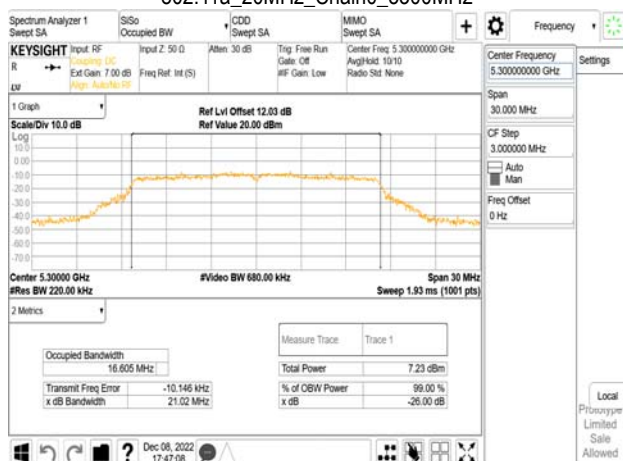 802.11a_20MHz_Chain0_5300MHz
Spectrum Analyzer 1
Swept SA
SiSo
Occupied BW
CDD
Swept SA
MIMO
Swept SA
+
Frequency
KEYSIGHT
R
LVI
Input: RF
Coupling: DC
Ext Gain: 7.00 dB
Align: Auto/No RF
Input Z: 50 Ω
Freq Ref: Int (S)
Atten: 30 dB
Trig: Free Run
Gate: Off
#IF Gain: Low
Center Freq: 5.300000000 GHz
Avg|Hold: 10/10
Radio Std: None
Center Frequency
5.300000000 GHz
Settings
Span
30.000 MHz
CF Step
3.000000 MHz
Auto
Man
Freq Offset
0 Hz
1 Graph
Scale/Div 10.0 dB
Ref Lvl Offset 12.03 dB
Ref Value 20.00 dBm
Log
10.0
0.00
-10.0
-20.0
-30.0
-40.0
-50.0
-60.0
-70.0
Center 5.30000 GHz
#Res BW 220.00 kHz
#Video BW 680.00 kHz
Span 30 MHz
Sweep 1.93 ms (1001 pts)
2 Metrics
Measure Trace
Trace 1
Occupied Bandwidth
16.605 MHz
Total Power
7.23 dBm
Transmit Freq Error
-10.146 kHz
% of OBW Power
99.00 %
x dB Bandwidth
21.02 MHz
x dB
-26.00 dB
Local
Prototype
Limited
Sale
Allowed
?
Dec 08, 2022
17:47:08